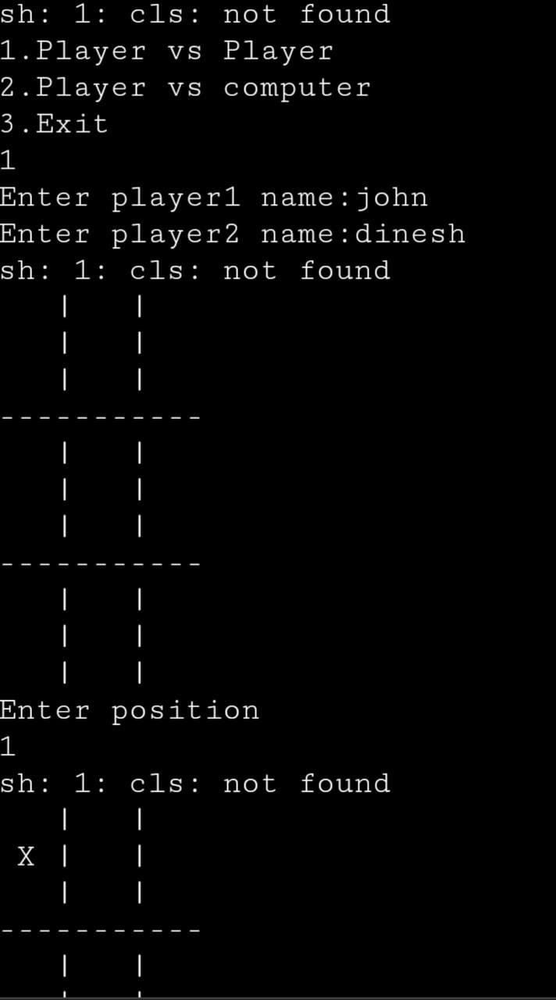 sh: 1: cls: not found
1.Player vs Player
2.Player vs computer
3.Exit
1
Enter player1 name:john
Enter player2 name:dinesh
sh: 1: cls: not found
   |   |
   |   |
   |   |
-----------
   |   |
   |   |
   |   |
-----------
   |   |
   |   |
   |   |
Enter position
1
sh: 1: cls: not found
   |   |
 X |   |
   |   |
-----------
   |   |
   |   |